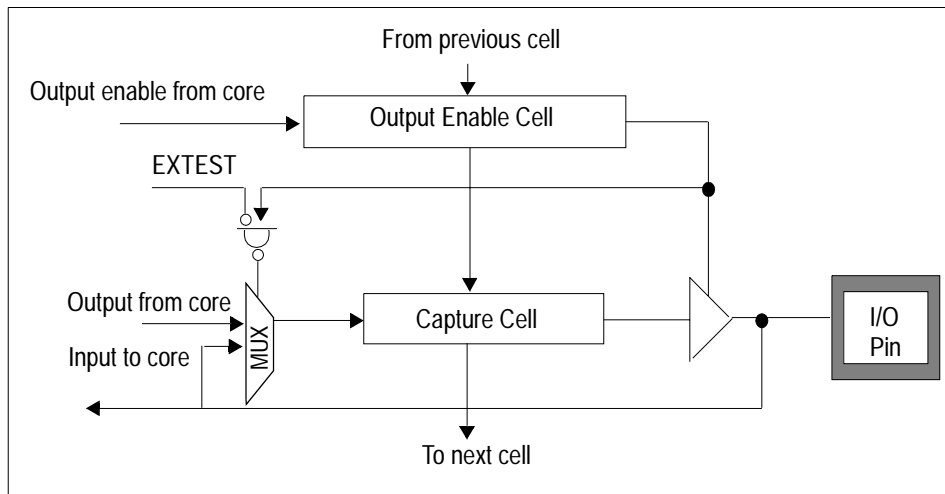 From previous cell
Output enable from core
Output Enable Cell
EXTEST
Output from core
Input to core
MUX
Capture Cell
I/O
Pin
To next cell